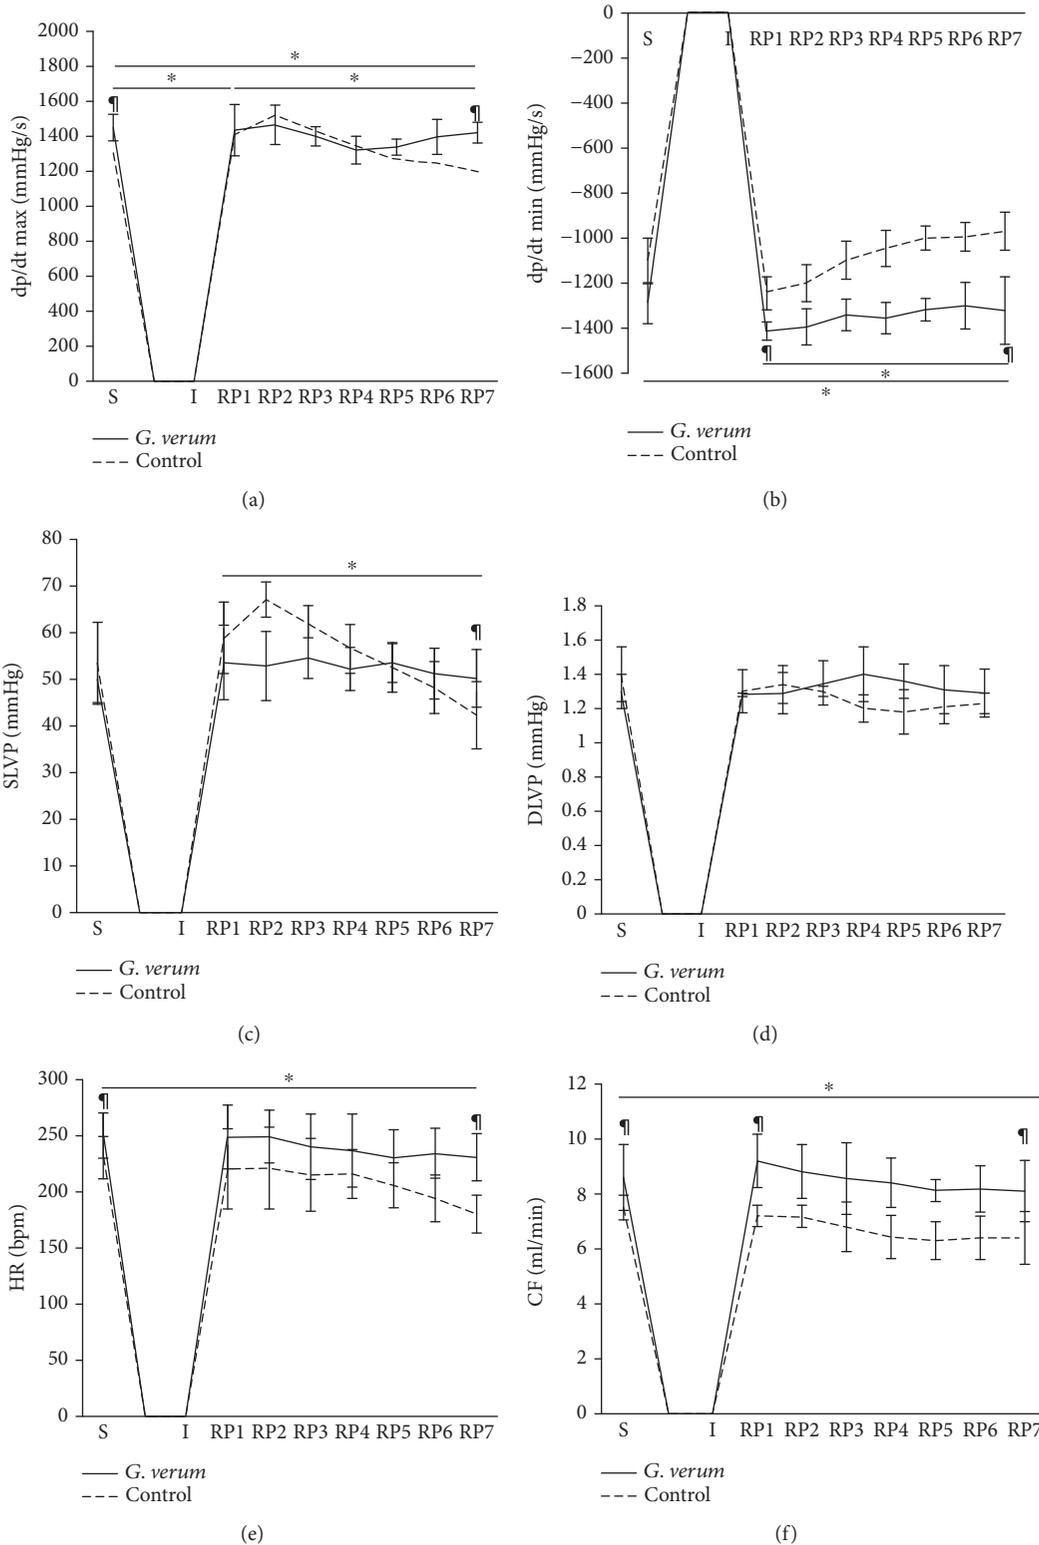 dp/dt max (mmHg/s)
2000
1800
1600
1400
1200
1000
800
600
400
200
0
*
*
*
¶
¶
S
I RP1 RP2 RP3 RP4 RP5 RP6 RP7
G. verum
Control
(a)
dp/dt min (mmHg/s)
0
−200
−400
−600
−800
−1000
−1200
−1400
−1600
S
I RP1 RP2 RP3 RP4 RP5 RP6 RP7
¶
¶
*
*
G. verum
Control
(b)
SLVP (mmHg)
80
70
60
50
40
30
20
10
0
*
¶
S
I RP1 RP2 RP3 RP4 RP5 RP6 RP7
G. verum
Control
(c)
DLVP (mmHg)
1.8
1.6
1.4
1.2
1
0.8
0.6
0.4
0.2
0
S
I RP1 RP2 RP3 RP4 RP5 RP6 RP7
G. verum
Control
(d)
HR (bpm)
300
250
200
150
100
50
0
*
¶
¶
S
I RP1 RP2 RP3 RP4 RP5 RP6 RP7
G. verum
Control
(e)
CF (ml/min)
12
10
8
6
4
2
0
*
¶
¶
¶
S
I RP1 RP2 RP3 RP4 RP5 RP6 RP7
G. verum
Control
(f)